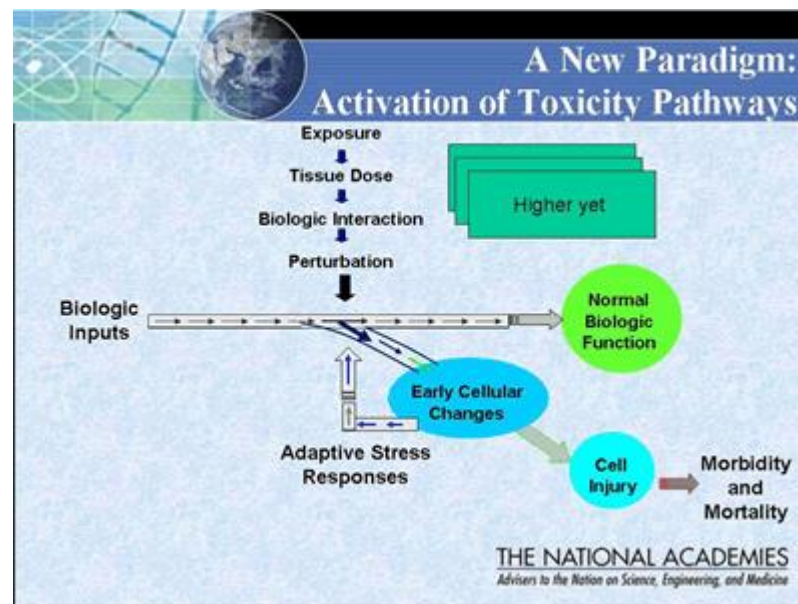 A New Paradigm:
Activation of Toxicity Pathways
Exposure
Tissue Dose
Biologic Interaction
Perturbation
Higher yet
Biologic
Inputs
Normal
Biologic
Function
Early Cellular
Changes
Adaptive Stress
Responses
Cell
Injury
Morbidity
and
Mortality
THE NATIONAL ACADEMIES
Advisers to the Nation on Science, Engineering, and Medicine